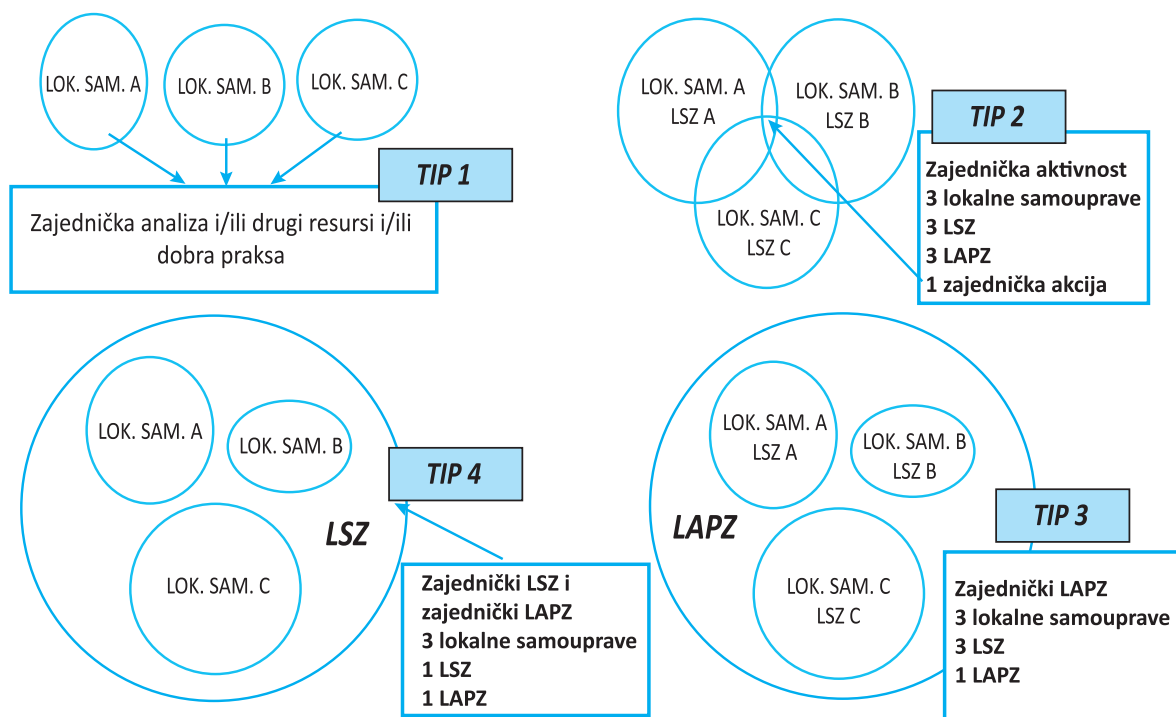 LOK. SAM. A
LOK. SAM. B
LOK. SAM. C
TIP 1
Zajednička analiza i/ili drugi resursi i/ili
dobra praksa
LOK. SAM. A
LSZ A
LOK. SAM. B
LSZ B
LOK. SAM. C
LSZ C
TIP 2
Zajednička aktivnost
3 lokalne samouprave
3 LSZ
3 LAPZ
1 zajednička akcija
LOK. SAM. A
LOK. SAM. B
LOK. SAM. C
LSZ
TIP 4
Zajednički LSZ i
zajednički LAPZ
3 lokalne samouprave
1 LSZ
1 LAPZ
LOK. SAM. A
LSZ A
LOK. SAM. B
LSZ B
LOK. SAM. C
LSZ C
LAPZ
TIP 3
Zajednički LAPZ
3 lokalne samouprave
3 LSZ
1 LAPZ